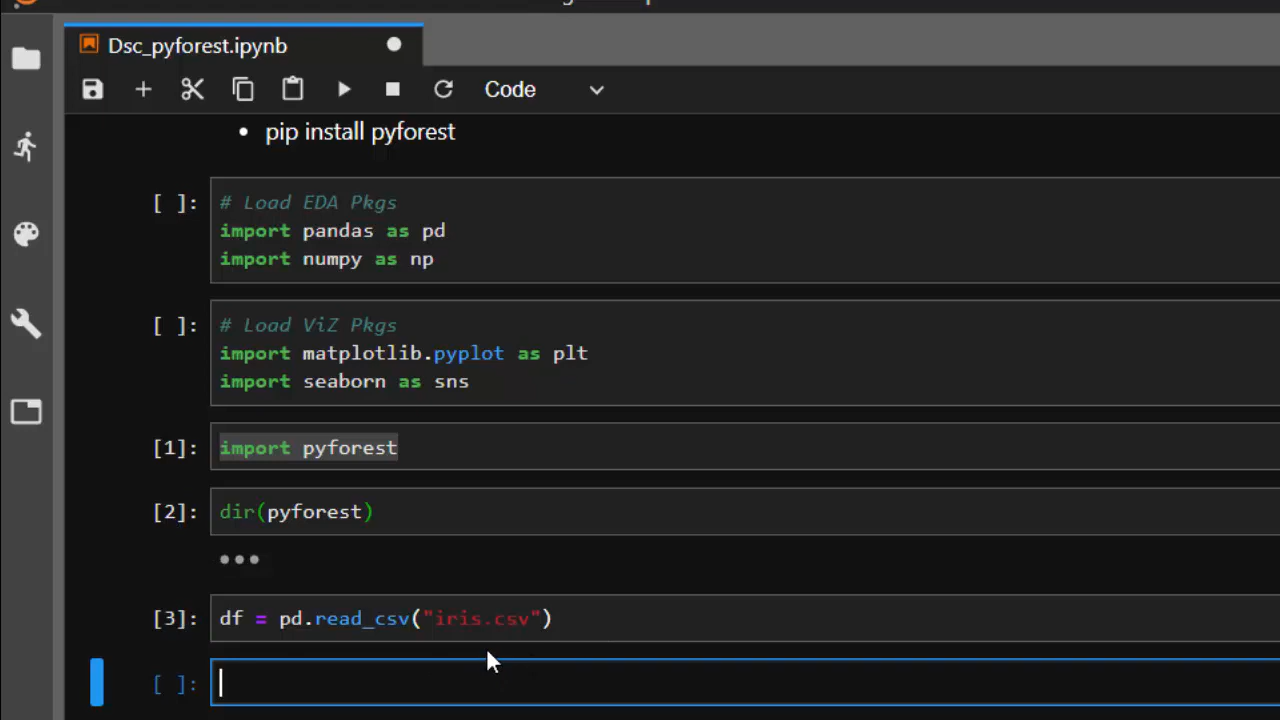 Dsc_pyforest.ipynb
Code
• pip install pyforest
[ ]: # Load EDA Pkgs
import pandas as pd
import numpy as np
[ ]: # Load ViZ Pkgs
import matplotlib.pyplot as plt
import seaborn as sns
[1]: import pyforest
[2]: dir(pyforest)
•••
[3]: df = pd.read_csv("iris.csv")
[ ]: